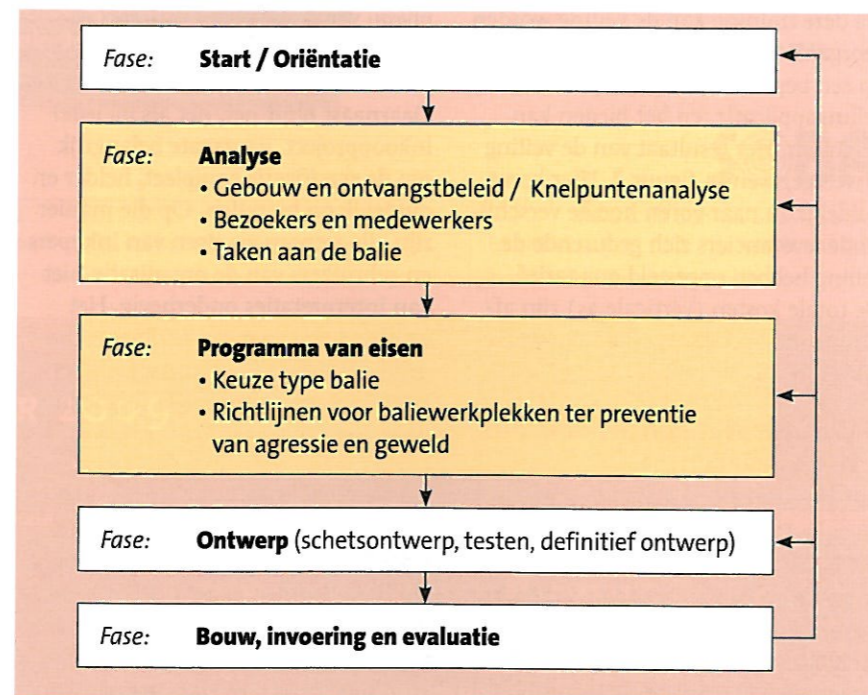 Fase: Start / Oriëntatie
Fase: Analyse
• Gebouw en ontvangstbeleid / Knelpuntenanalyse
• Bezoekers en medewerkers
• Taken aan de balie
Fase: Programma van eisen
• Keuze type balie
• Richtlijnen voor baliewerkplekken ter preventie
van agressie en geweld
Fase: Ontwerp (schetsontwerp, testen, definitief ontwerp)
Fase: Bouw, invoering en evaluatie